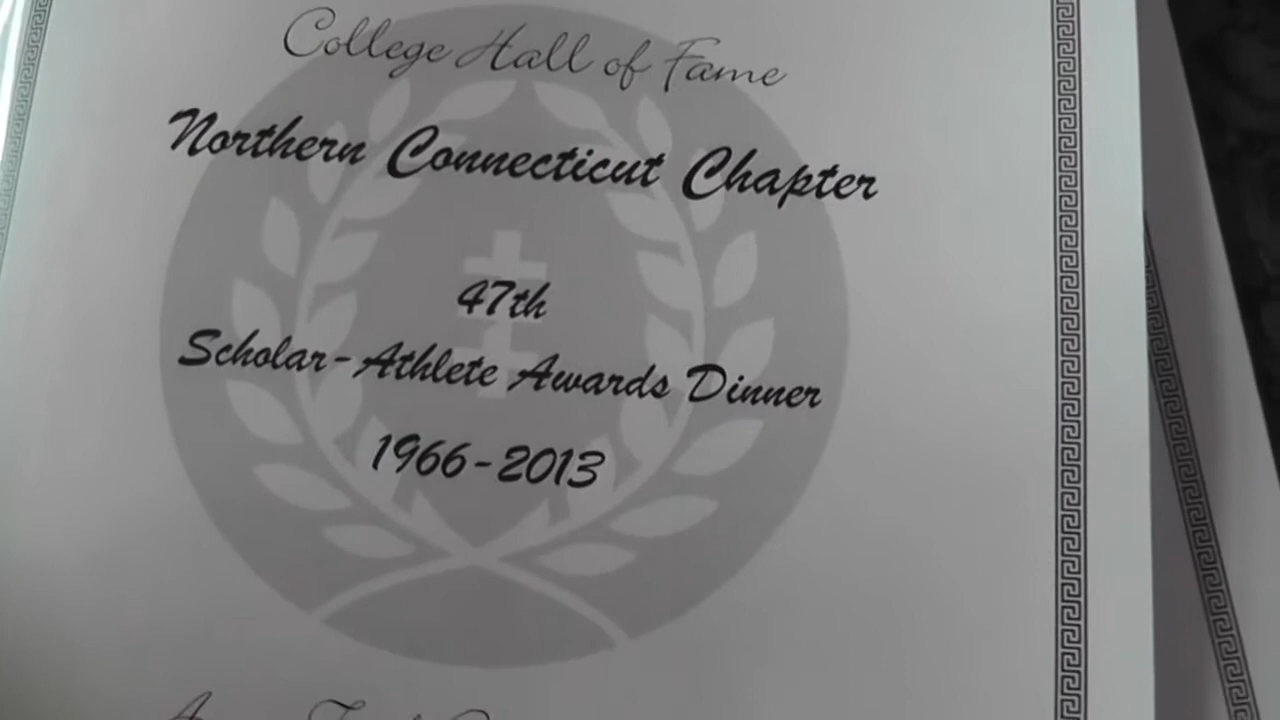 College Hall of Fame
Northern Connecticut Chapter
47th
Scholar-Athlete Awards Dinner
1966-2013